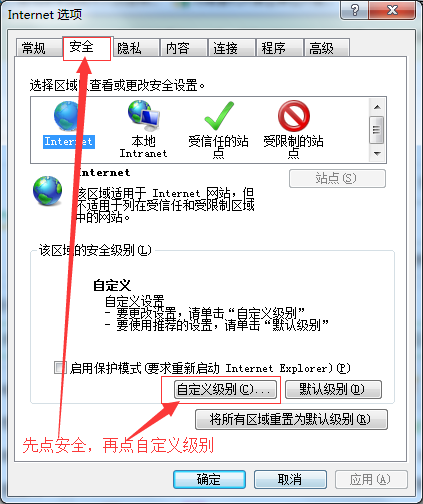 Internet 选项
常规 安全 隐私 内容 连接 程序 高级
选择区域以查看或更改安全设置。
Internet 本地 Intranet 受信任的站点 受限制的站点
Internet
站点(S)
该区域适用于 Internet 网站，但
不适用于列在受信任和受限制区域
中的网站。
该区域的安全级别(L)
自定义
自定义设置
- 要更改设置，请单击“自定义级别”
- 要使用推荐的设置，请单击“默认级别”
启用保护模式(要求重新启动 Internet Explorer)(P)
自定义级别(C)... 默认级别(D)
将所有区域重置为默认级别(R)
先点安全，再点自定义级别
确定 取消 应用(A)